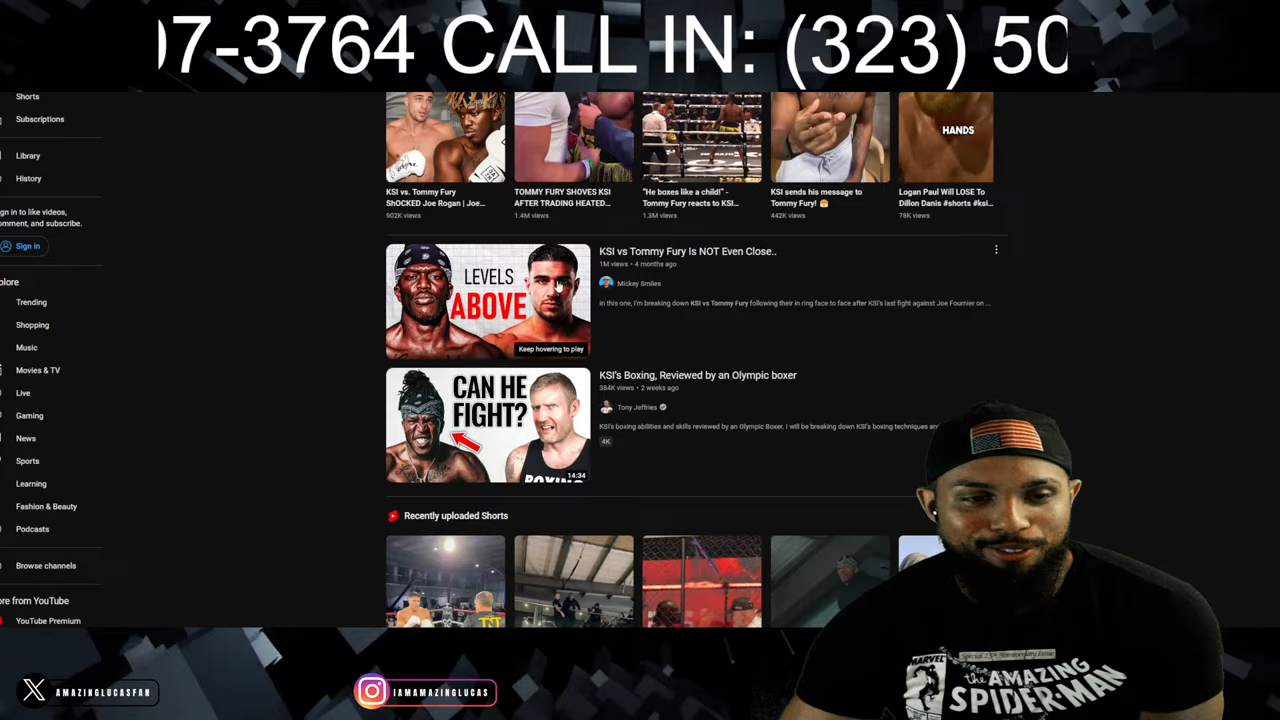 07-3764 CALL IN: (323) 50
Shorts
Subscriptions
Library
History
gn in to like videos,
omment, and subscribe.
Sign in
plore
Trending
Shopping
Music
Movies & TV
Live
Gaming
News
Sports
Learning
Fashion & Beauty
Podcasts
Browse channels
ore from YouTube
YouTube Premium
HANDS
KSI vs. Tommy Fury
ShOCKED Joe Rogan | Joe...
902K views
TOMMY FURY SHOVES KSI
AFTER TRADING HEATED...
1.4M views
"He boxes like a child!" -
Tommy Fury reacts to KSI...
1.3M views
KSI sends his message to
Tommy Fury! 😤
442K views
Logan Paul Will LOSE To
Dillon Danis #shorts #ksi...
78K views
LEVELS
ABOVE
Keep hovering to play
KSI vs Tommy Fury Is NOT Even Close..
1M views • 4 months ago
Mickey Smiles
In this one, I'm breaking down KSI vs Tommy Fury following their in ring face to face after KSI's last fight against Joe Fournier on ...
CAN HE
FIGHT?
BOXING
14:34
KSI's Boxing, Reviewed by an Olympic boxer
384K views • 2 weeks ago
Tony Jeffries
KSI's boxing abilities and skills reviewed by an Olympic Boxer. I will be breaking down KSI's boxing techniques an
4K
Recently uploaded Shorts
MARVEL
Special 25th Anniversary Issue
the AMAZING
SPIDER-MAN
AMAZINGLUCASFAN
IAMAMAZINGLUCAS